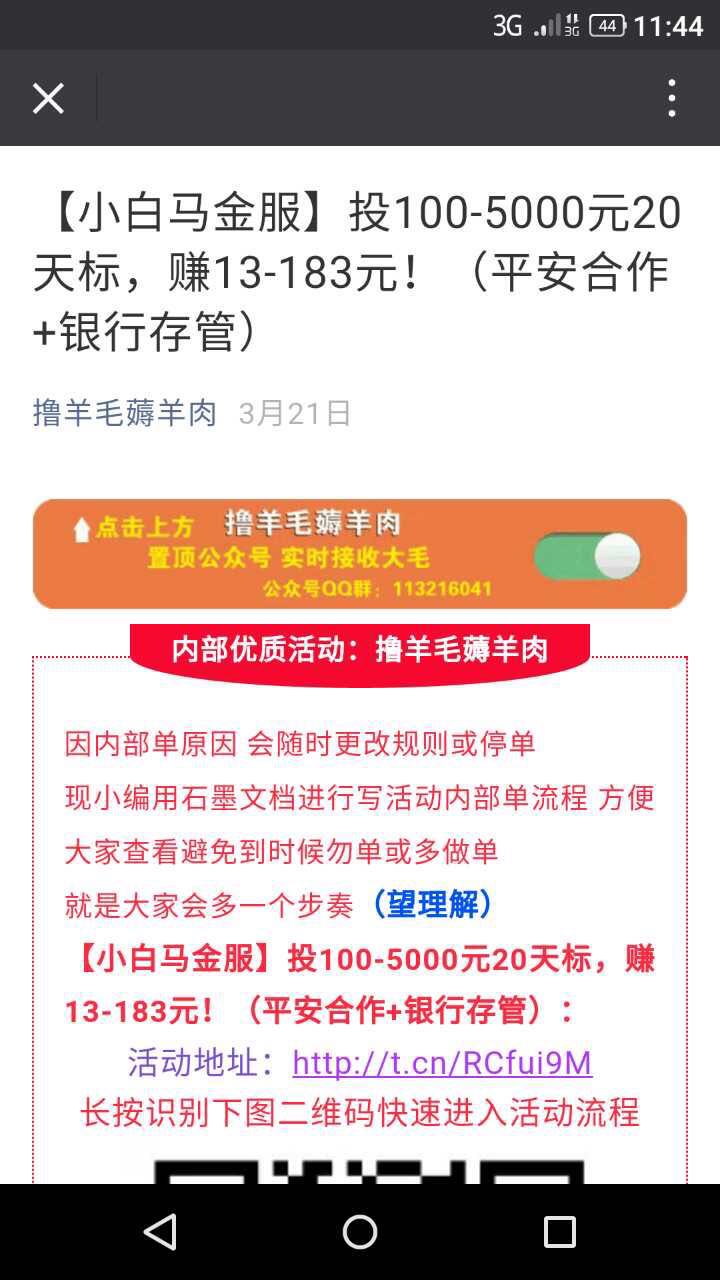 3G 3G 44 11:44
【小白马金服】投100-5000元20
天标，赚13-183元！（平安合作
+银行存管）
撸羊毛薅羊肉 3月21日
点击上方 撸羊毛薅羊肉
置顶公众号 实时接收大毛
公众号QQ群：113216041
内部优质活动：撸羊毛薅羊肉
因内部单原因 会随时更改规则或停单
现小编用石墨文档进行写活动内部单流程 方便
大家查看避免到时候勿单或多做单
就是大家会多一个步奏（望理解）
【小白马金服】投100-5000元20天标，赚
13-183元！（平安合作+银行存管）：
活动地址：http://t.cn/RCfui9M
长按识别下图二维码快速进入活动流程